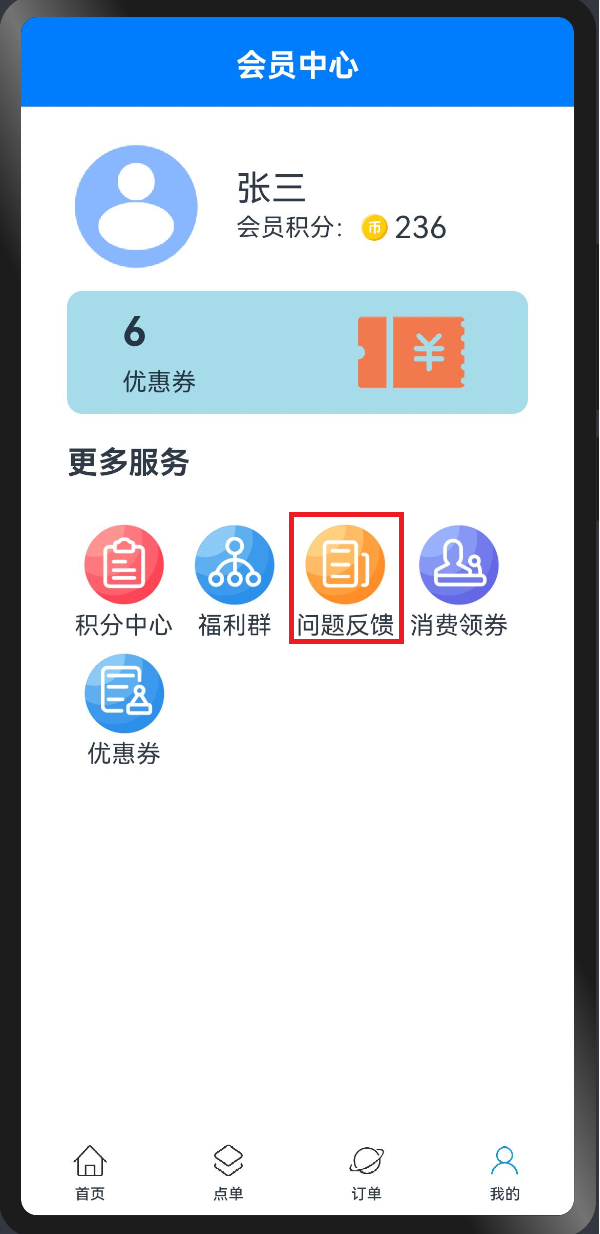 会员中心
张三
会员积分： 币 236
6
优惠券
¥
更多服务
积分中心 福利群 问题反馈 消费领券
优惠券
首页 点单 订单 我的